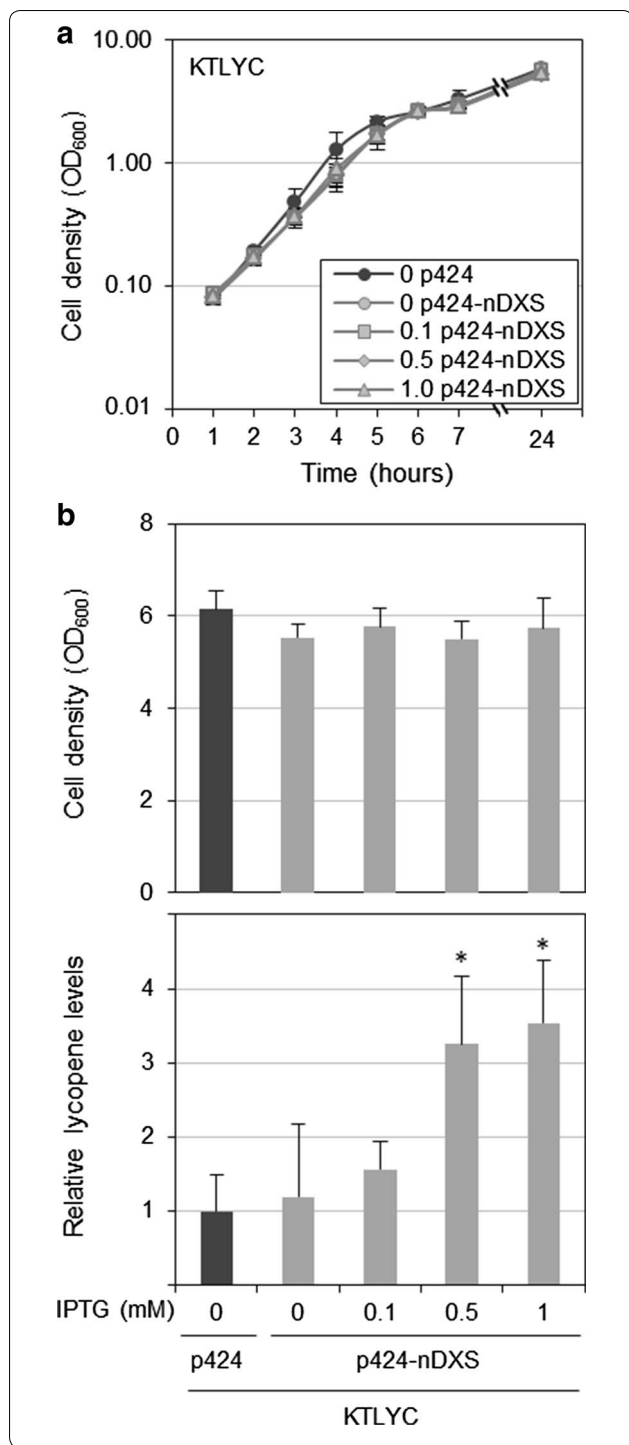 a
10.00
KTLYC
1.00
0.10
0.01
Cell density (OD600)
0 p424
0 p424-nDXS
0.1 p424-nDXS
0.5 p424-nDXS
1.0 p424-nDXS
0 1 2 3 4 5 6 7 24
Time (hours)
b
8
6
4
2
0
Cell density (OD600)
* *
4
3
2
1
Relative lycopene levels
IPTG (mM) 0 0 0.1 0.5 1
p424 p424-nDXS
KTLYC